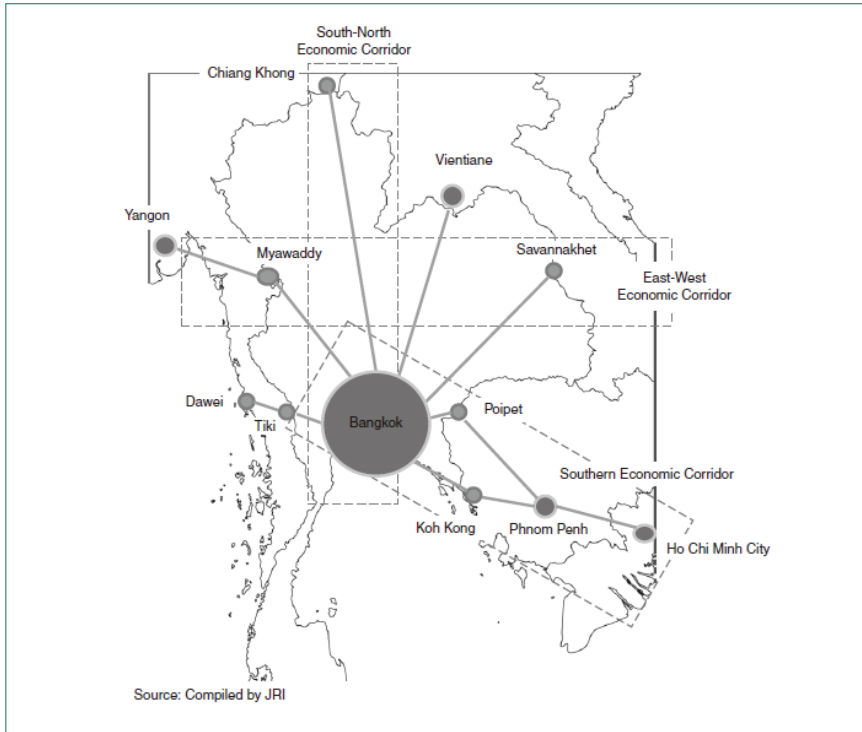 South-North
Economic Corridor
Chiang Khong
Vientiane
Yangon
Myawaddy
Savannakhet
East-West
Economic Corridor
Dawei
Tiki
Bangkok
Poipet
Southern Economic Corridor
Koh Kong
Phnom Penh
Ho Chi Minh City
Source: Compiled by JRI